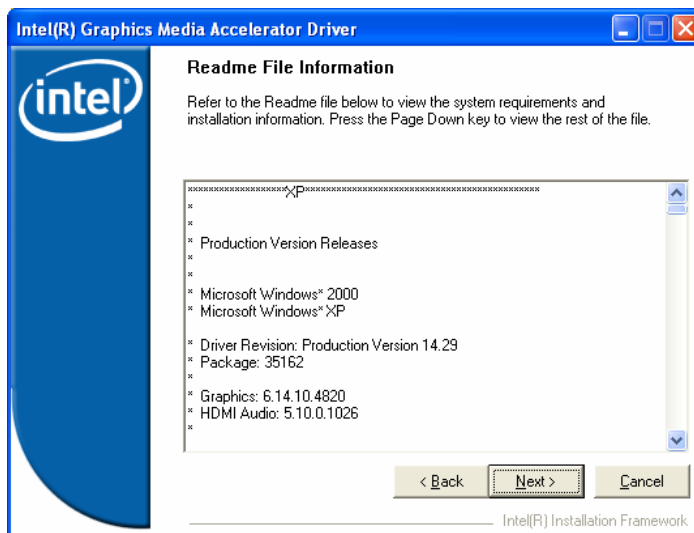 Intel(R) Graphics Media Accelerator Driver
intel
Readme File Information
Refer to the Readme file below to view the system requirements and
installation information. Press the Page Down key to view the rest of the file.
********************XP************************************************
*
*
* Production Version Releases
*
*
* Microsoft Windows* 2000
* Microsoft Windows* XP

* Driver Revision: Production Version 14.29
* Package: 35162
*
* Graphics: 6.14.10.4820
* HDMI Audio: 5.10.0.1026
*
< Back Next > Cancel
Intel(R) Installation Framework